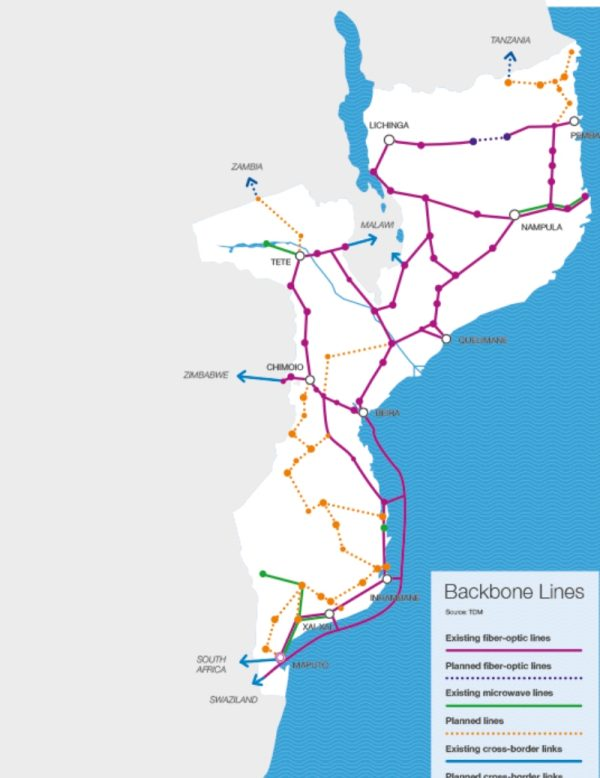 TANZANIA
LICHINGA
PEMBA
ZAMBIA
MALAWI
NAMPULA
TETE
QUELIMANE
CHIMOIO
ZIMBABWE
BEIRA
INHAMBANE
XAI-XAI
SOUTH
AFRICA
MAPUTO
SWAZILAND
Backbone Lines
Source: TDM
Existing fiber-optic lines
Planned fiber-optic lines
Existing microwave lines
Planned lines
Existing cross-border links
Planned cross-border links